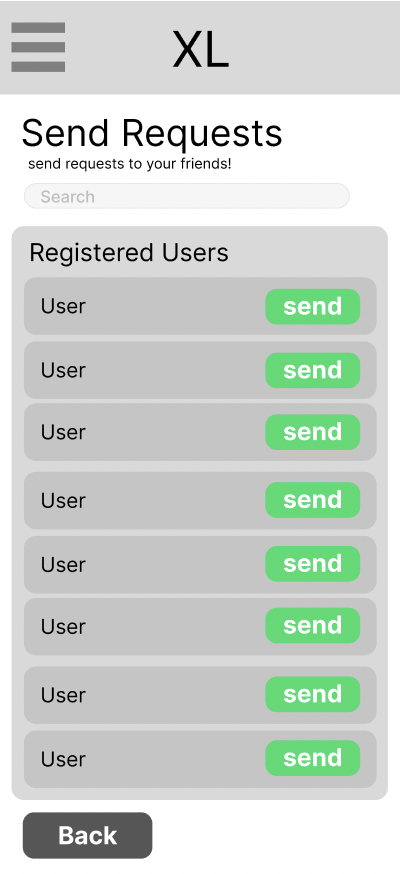 XL
Send Requests
send requests to your friends!
Search
Registered Users
User send
User send
User send
User send
User send
User send
User send
User send
Back